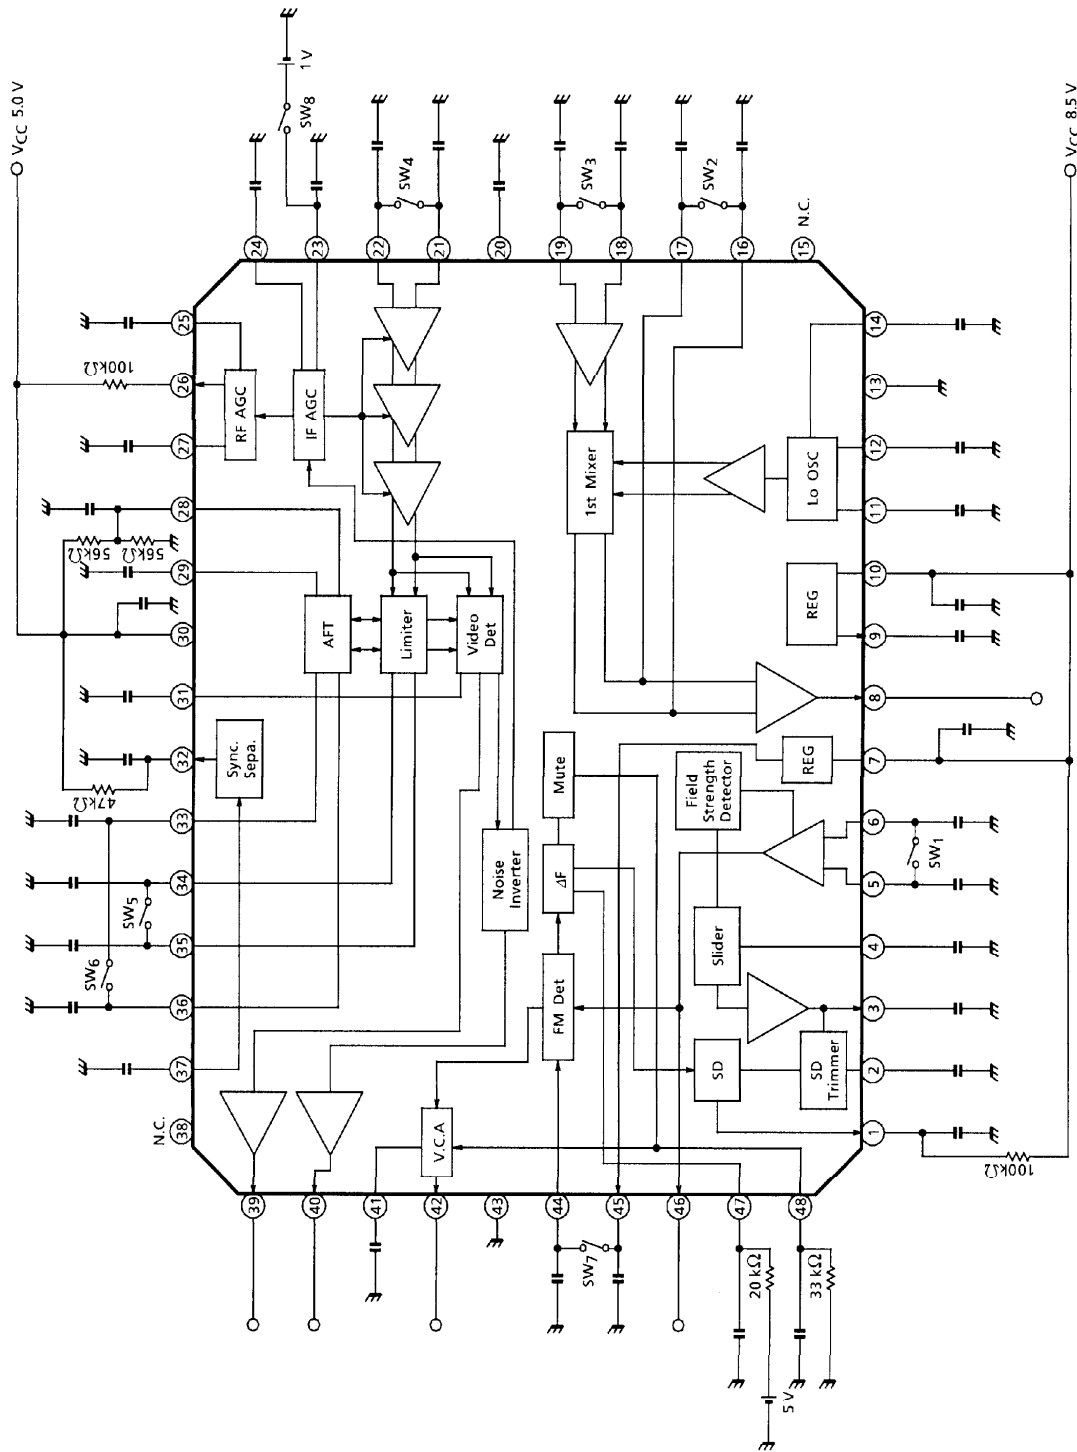 VCC 5.0 V
1 V
SW8
SW4
SW3
SW2
N.C.
VCC 8.5 V
24
23
22
21
20
19
18
17
16
15
25
100kΩ
26
27
28
56kΩ
56kΩ
29
30
31
32
47kΩ
33
34
SW5
35
SW6
36
37
N.C.
38
RF AGC
IF AGC
AFT
Limiter
Video
Det
Sync.
Sepa.
Noise
Inverter
1st Mixer
Lo OSC
REG
REG
Mute
Field
Strength
Detector
ΔF
Slider
FM Det
SD
SD
Trimmer
V.C.A
14
13
12
11
10
9
8
7
6
SW1
5
4
3
2
1
100kΩ
39
40
41
42
43
44
SW7
45
46
47
48
20 kΩ
33 kΩ
5 V